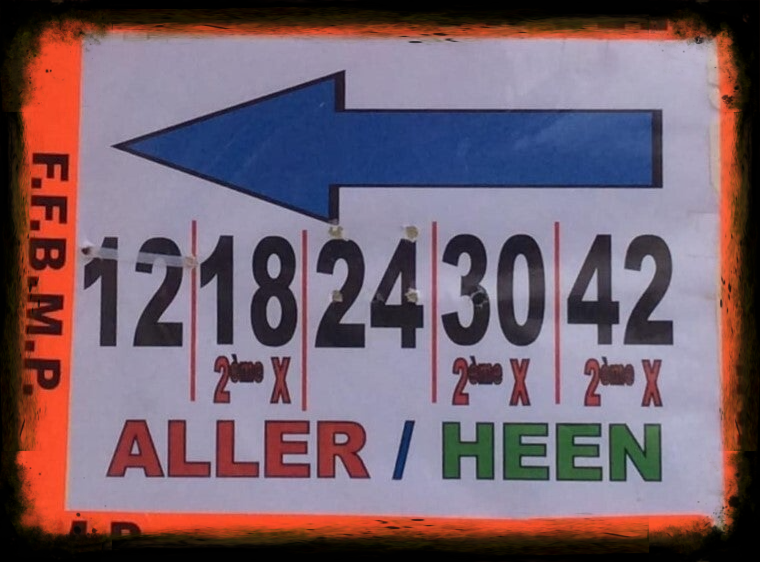 F.F.B.M.P.
12 18 24 30 42
2ème X 2ème X 2ème X
ALLER / HEEN